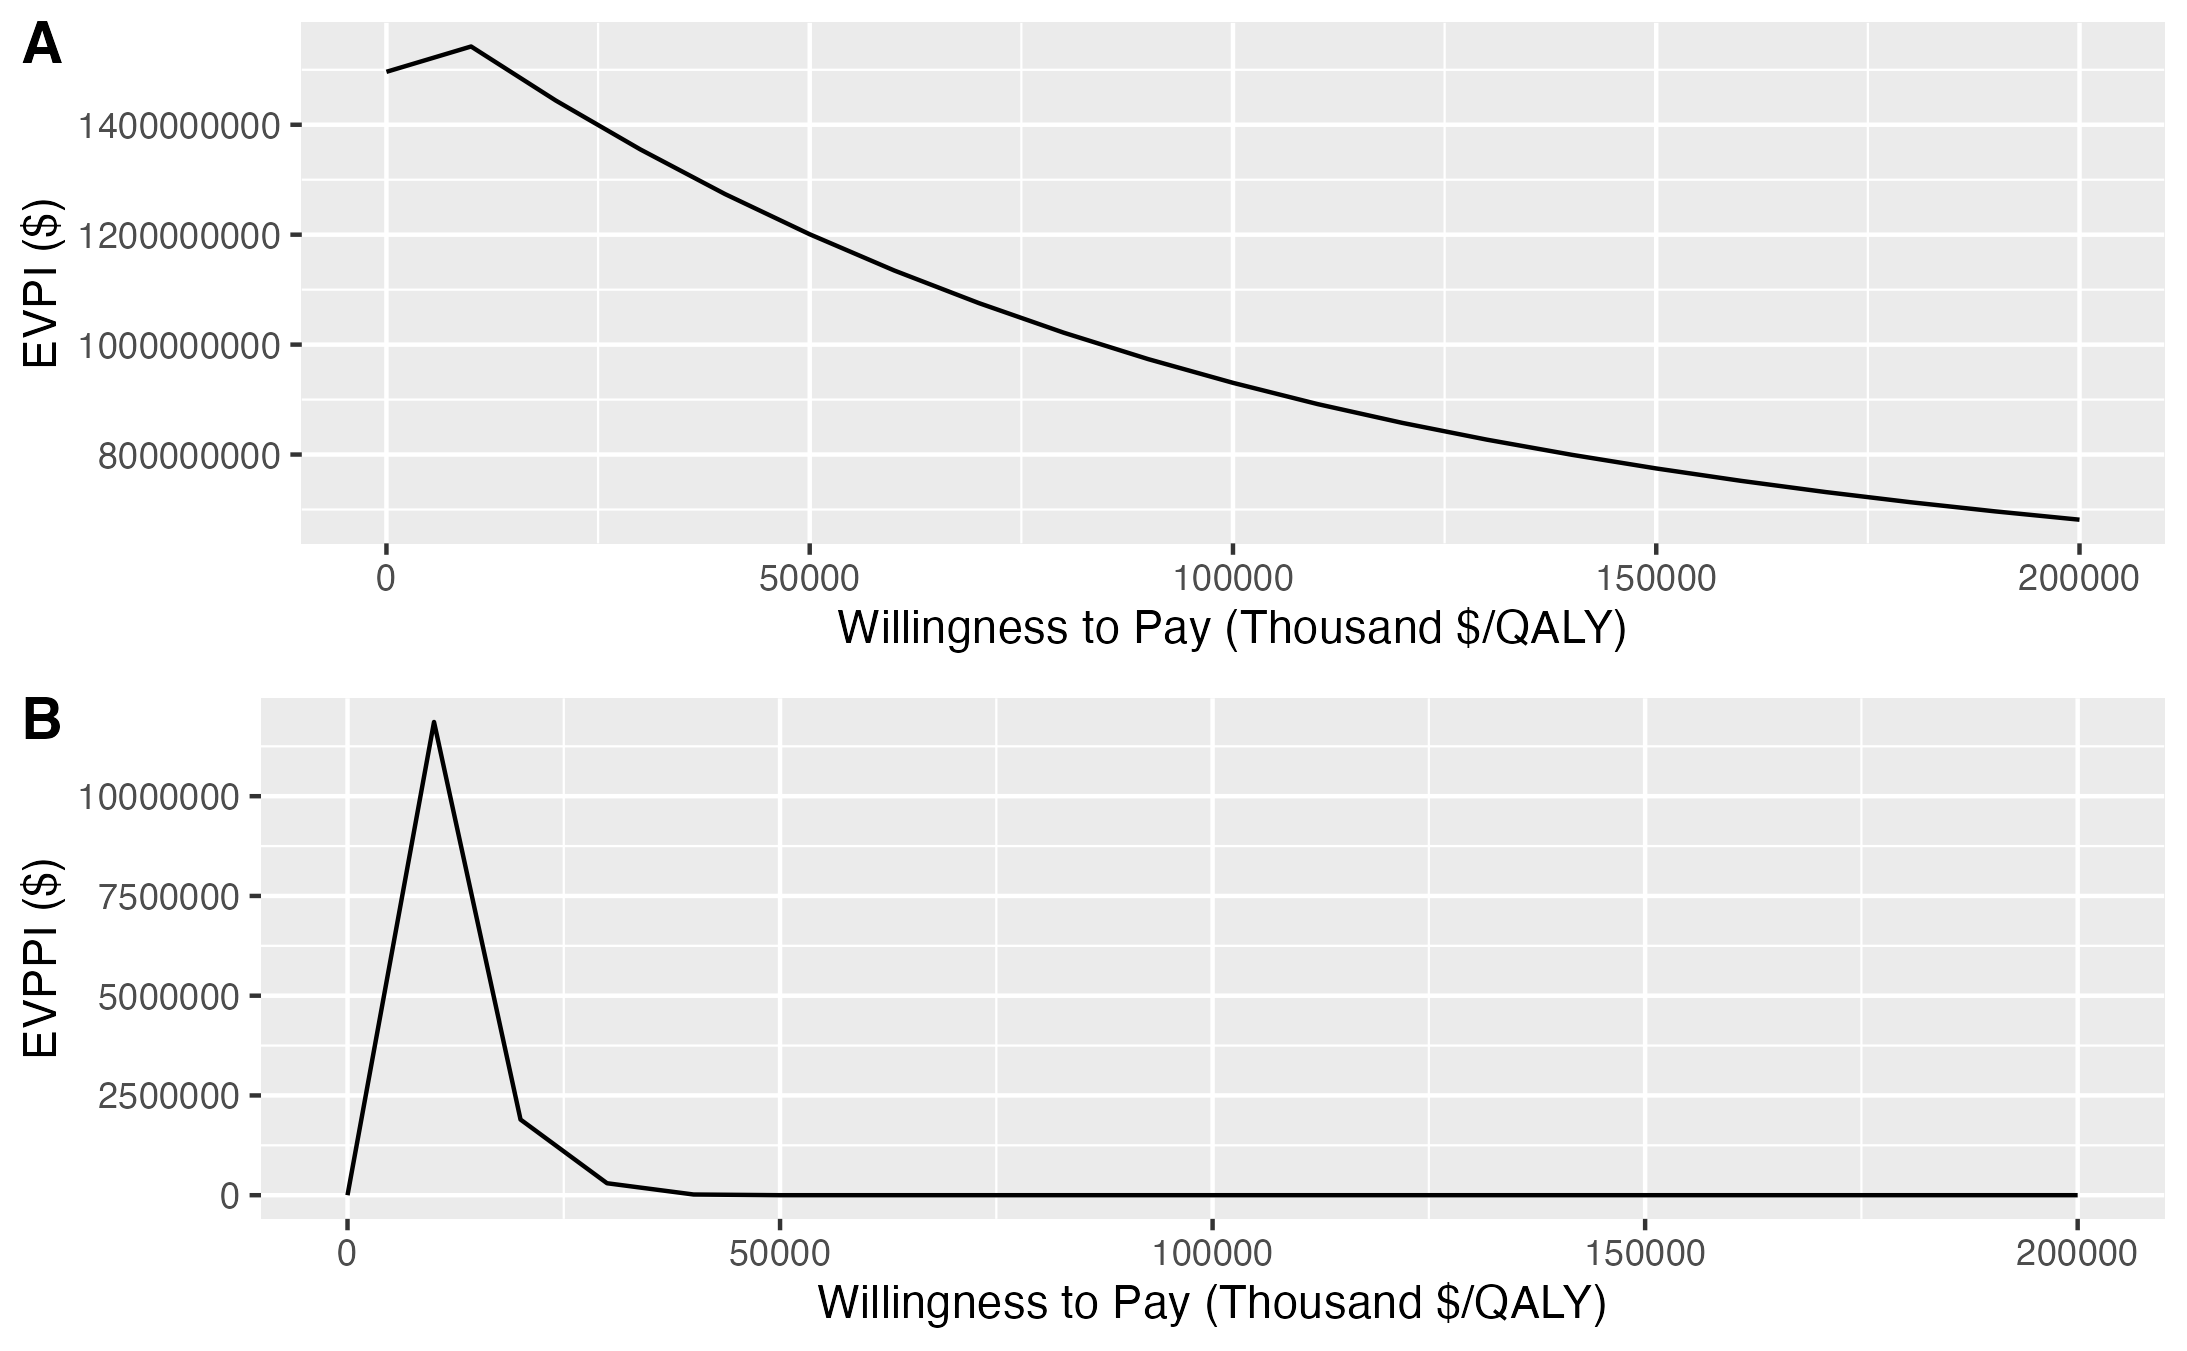 A
EVPI ($)
1400000000
1200000000
1000000000
800000000
0 50000 100000 150000 200000
Willingness to Pay (Thousand $/QALY)
B
EVPPI ($)
10000000
7500000
5000000
2500000
0
0 50000 100000 150000 200000
Willingness to Pay (Thousand $/QALY)